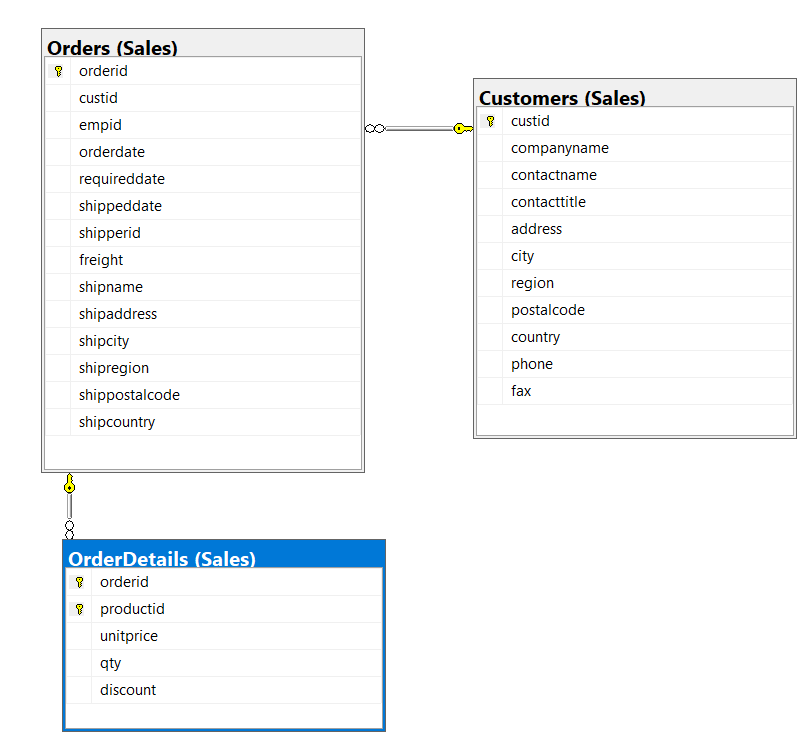 Orders (Sales)
orderid
custid
empid
orderdate
requireddate
shippeddate
shipperid
freight
shipname
shipaddress
shipcity
shipregion
shippostalcode
shipcountry
Customers (Sales)
custid
companyname
contactname
contacttitle
address
city
region
postalcode
country
phone
fax
OrderDetails (Sales)
orderid
productid
unitprice
qty
discount